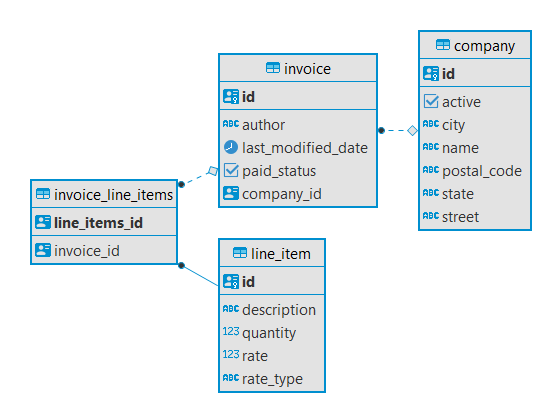 company
id
active
ABC city
ABC name
ABC postal_code
ABC state
ABC street
invoice
id
ABC author
last_modified_date
paid_status
company_id
invoice_line_items
line_items_id
invoice_id
line_item
id
ABC description
123 quantity
123 rate
ABC rate_type